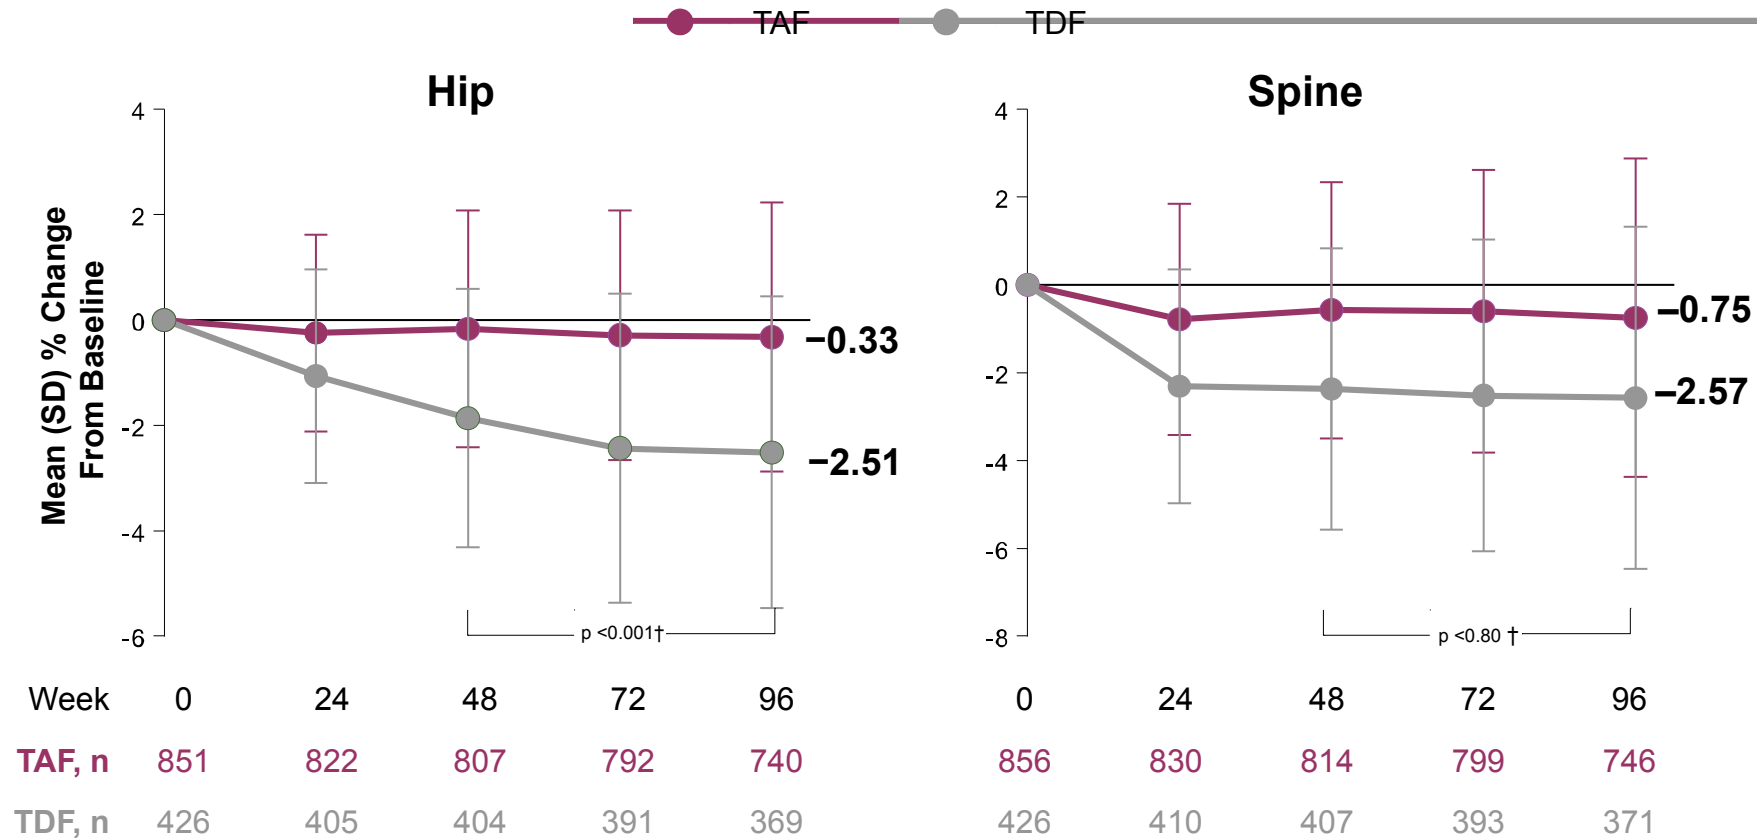 TAF TDF
Hip Spine
Mean (SD) % Change
From Baseline
4
2
0
-2
-4
-6
−0.33
−2.51
p <0.001†
4
2
0
-2
-4
-6
-8
−0.75
−2.57
p <0.80 †
Week 0 24 48 72 96 0 24 48 72 96
TAF, n 851 822 807 792 740 856 830 814 799 746
TDF, n 426 405 404 391 369 426 410 407 393 371